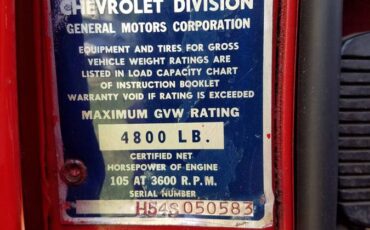 CHEVROLET DIVISION
GENERAL MOTORS CORPORATION
EQUIPMENT AND TIRES FOR GROSS
VEHICLE WEIGHT RATINGS ARE
LISTED IN LOAD CAPACITY CHART
OF INSTRUCTION BOOKLET
WARRANTY VOID IF RATING IS EXCEEDED
MAXIMUM GVW RATING
4800 LB.
CERTIFIED NET
HORSEPOWER OF ENGINE
105 AT 3600 R.P.M.
SERIAL NUMBER
H54S050583